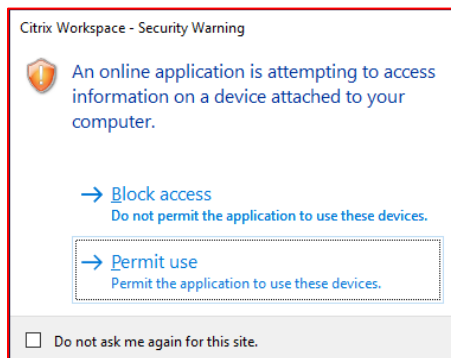 Citrix Workspace - Security Warning
An online application is attempting to access
information on a device attached to your
computer.
Block access
Do not permit the application to use these devices.
Permit use
Permit the application to use these devices.
Do not ask me again for this site.